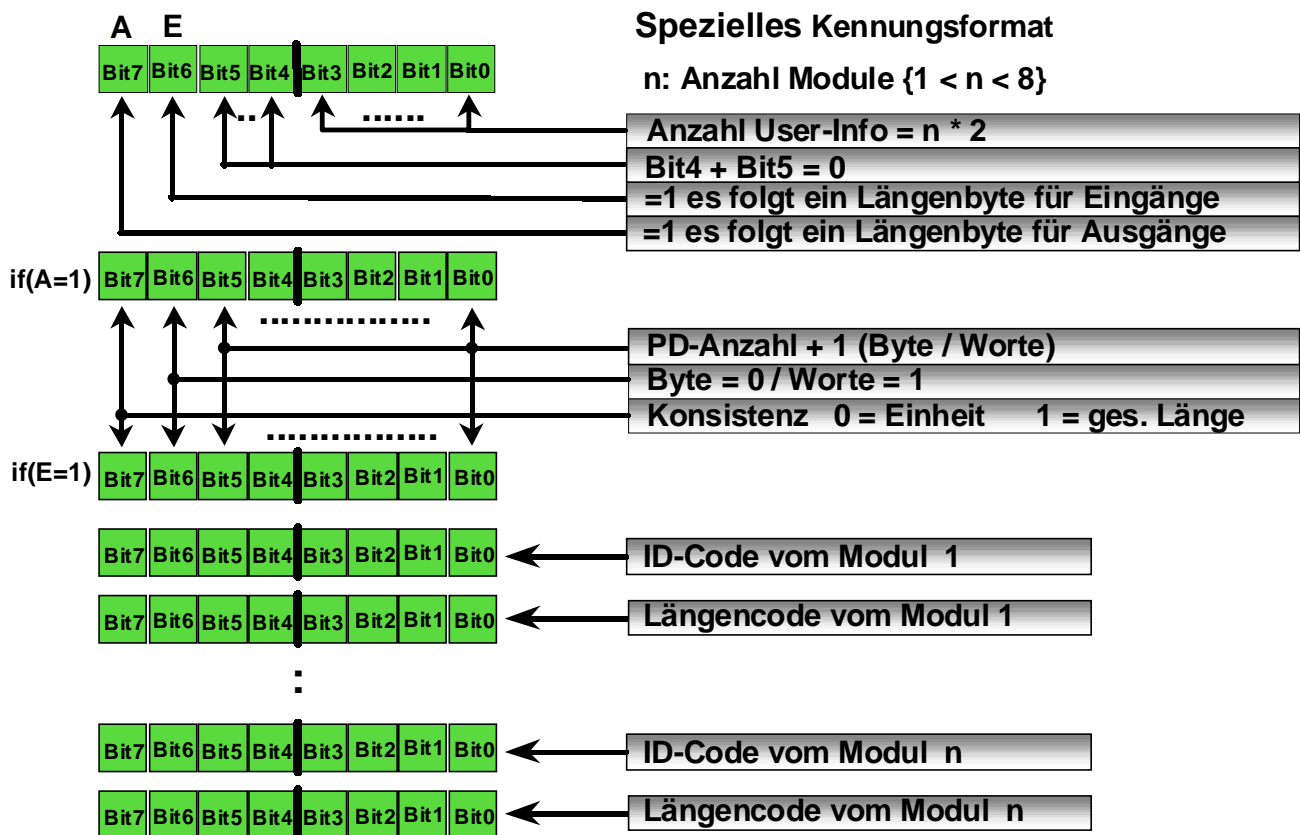 A E
Spezielles Kennungsformat
Bit7 Bit6 Bit5 Bit4 Bit3 Bit2 Bit1 Bit0
n: Anzahl Module {1 < n < 8}
Anzahl User-Info = n * 2
Bit4 + Bit5 = 0
=1 es folgt ein Längenbyte für Eingänge
=1 es folgt ein Längenbyte für Ausgänge
if(A=1) Bit7 Bit6 Bit5 Bit4 Bit3 Bit2 Bit1 Bit0
PD-Anzahl + 1 (Byte / Worte)
Byte = 0 / Worte = 1
Konsistenz 0 = Einheit 1 = ges. Länge
if(E=1) Bit7 Bit6 Bit5 Bit4 Bit3 Bit2 Bit1 Bit0
Bit7 Bit6 Bit5 Bit4 Bit3 Bit2 Bit1 Bit0 ID-Code vom Modul 1
Bit7 Bit6 Bit5 Bit4 Bit3 Bit2 Bit1 Bit0 Längencode vom Modul 1
:
Bit7 Bit6 Bit5 Bit4 Bit3 Bit2 Bit1 Bit0 ID-Code vom Modul n
Bit7 Bit6 Bit5 Bit4 Bit3 Bit2 Bit1 Bit0 Längencode vom Modul n